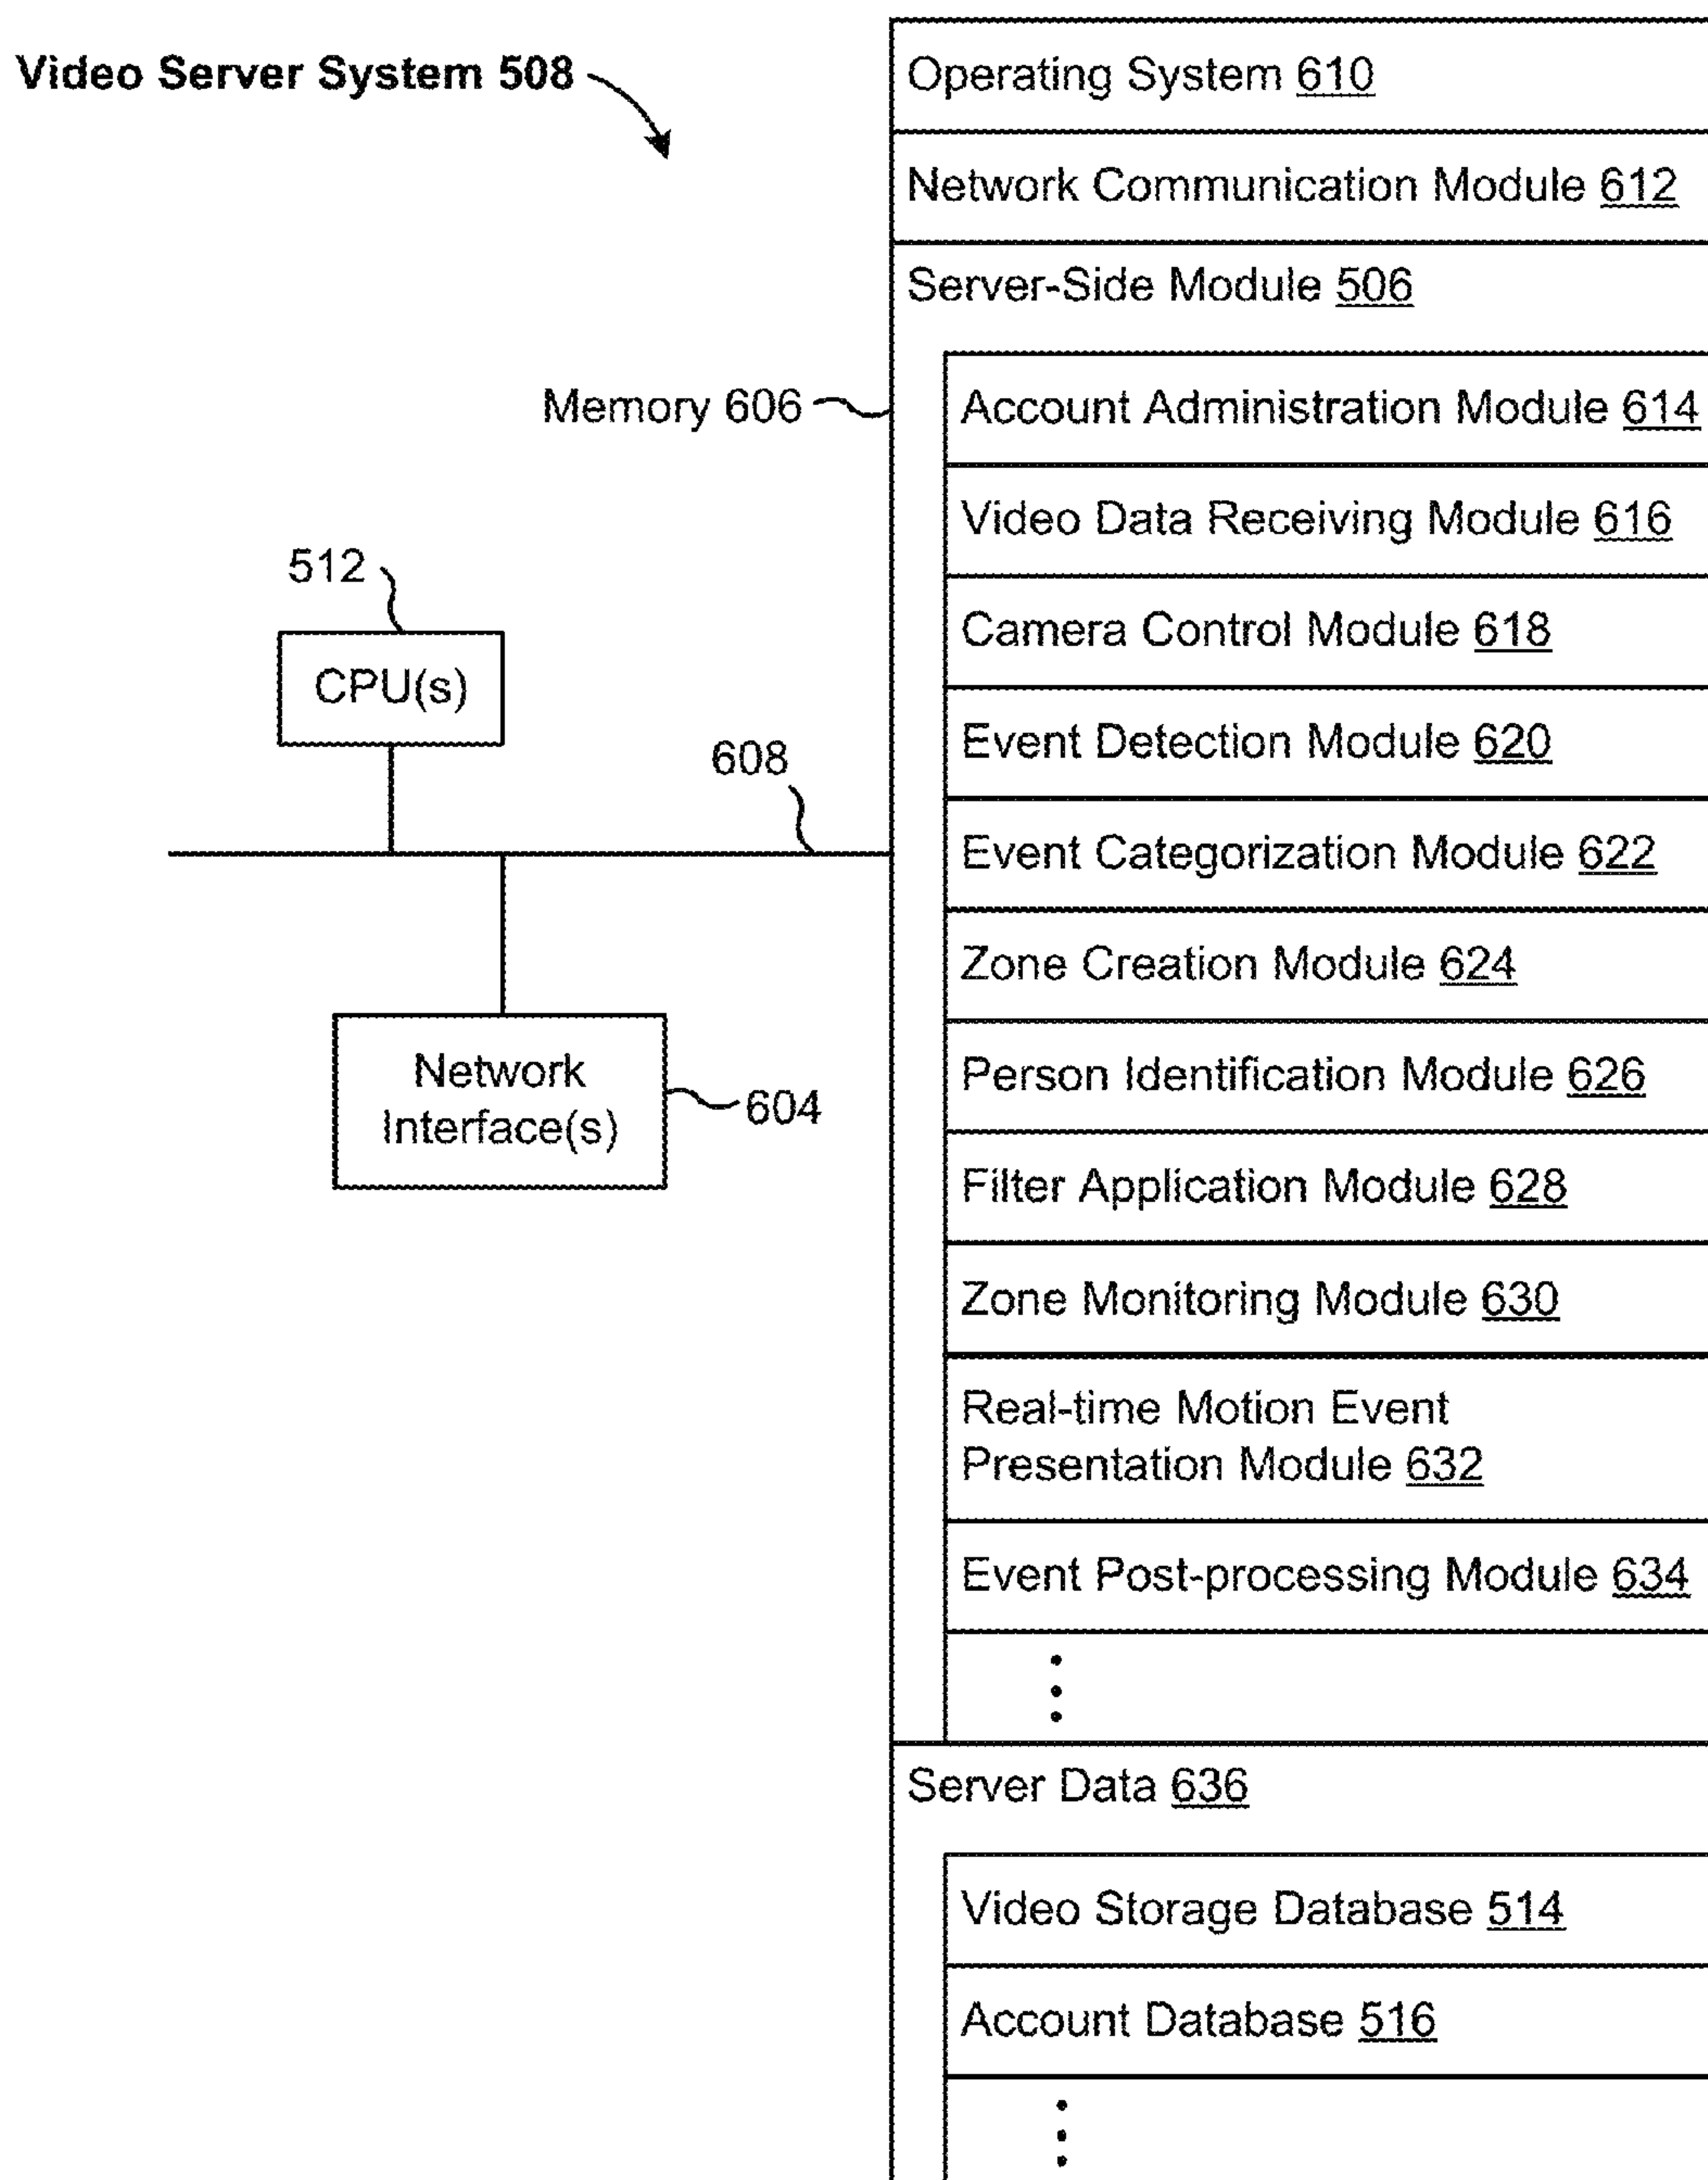 Video Server System 508
Operating System 610
Network Communication Module 612
Server-Side Module 506
Memory 606
Account Administration Module 614
Video Data Receiving Module 616
512
CPU(s)
Camera Control Module 618
Event Detection Module 620
608
Event Categorization Module 622
Zone Creation Module 624
Network
Interface(s)
604
Person Identification Module 626
Filter Application Module 628
Zone Monitoring Module 630
Real-time Motion Event
Presentation Module 632
Event Post-processing Module 634
Server Data 636
Video Storage Database 514
Account Database 516